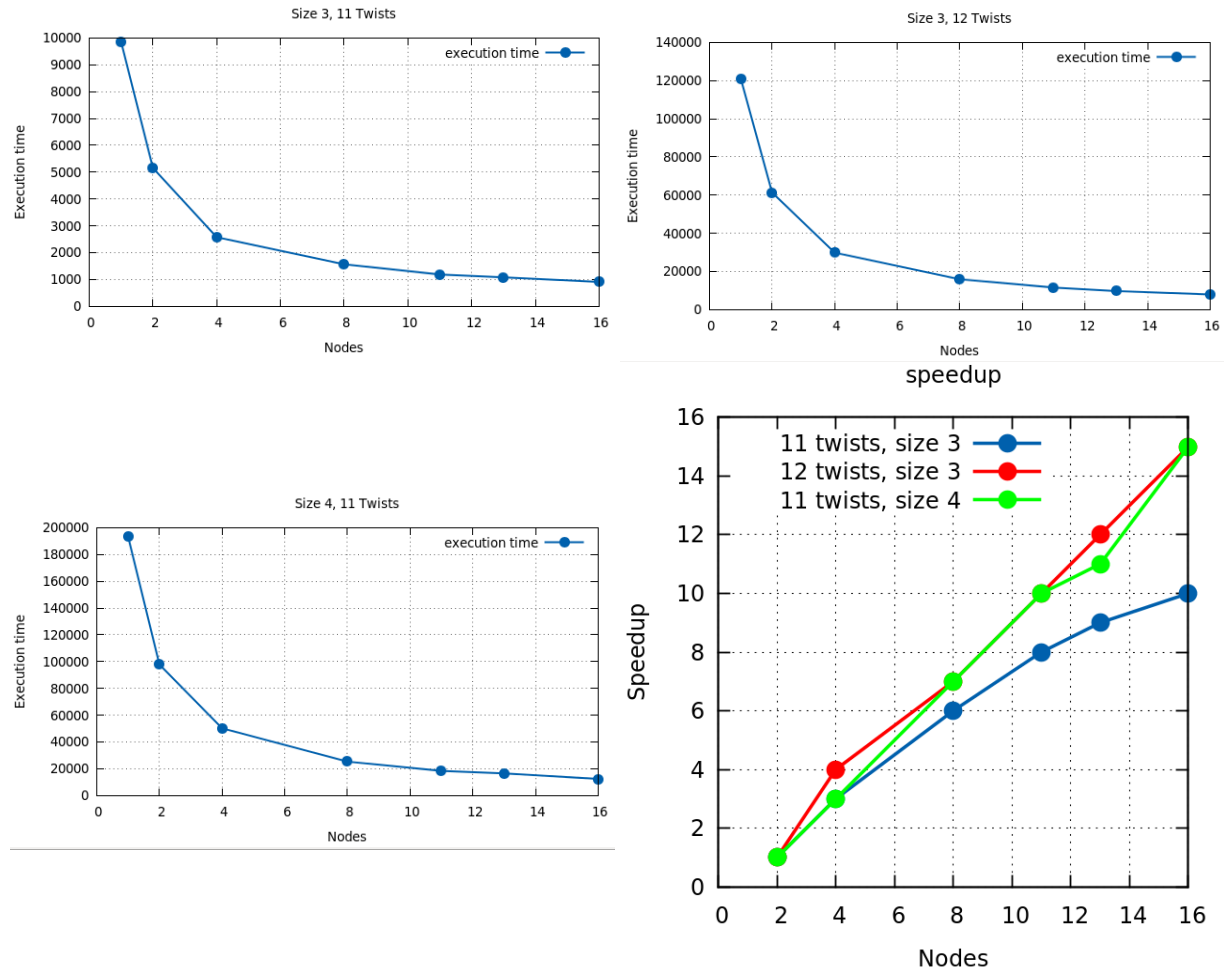 Size 3, 11 Twists
10000
9000
8000
7000
6000
5000
4000
3000
2000
1000
0
execution time
Execution time
0 2 4 6 8 10 12 14 16
Nodes
Size 3, 12 Twists
140000
120000
100000
80000
60000
40000
20000
0
execution time
Execution time
0 2 4 6 8 10 12 14 16
Nodes
Size 4, 11 Twists
200000
180000
160000
140000
120000
100000
80000
60000
40000
20000
0
execution time
Execution time
0 2 4 6 8 10 12 14 16
Nodes
speedup
16
14
12
10
8
6
4
2
0
11 twists, size 3
12 twists, size 3
11 twists, size 4
Speedup
0 2 4 6 8 10 12 14 16
Nodes